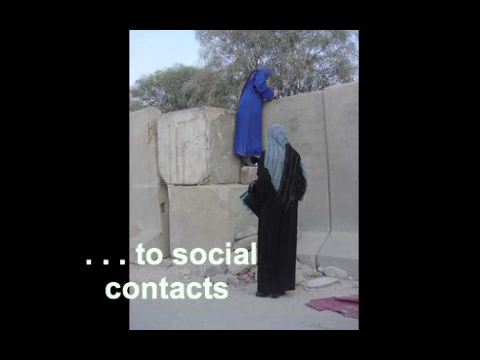 . . . to social
contacts